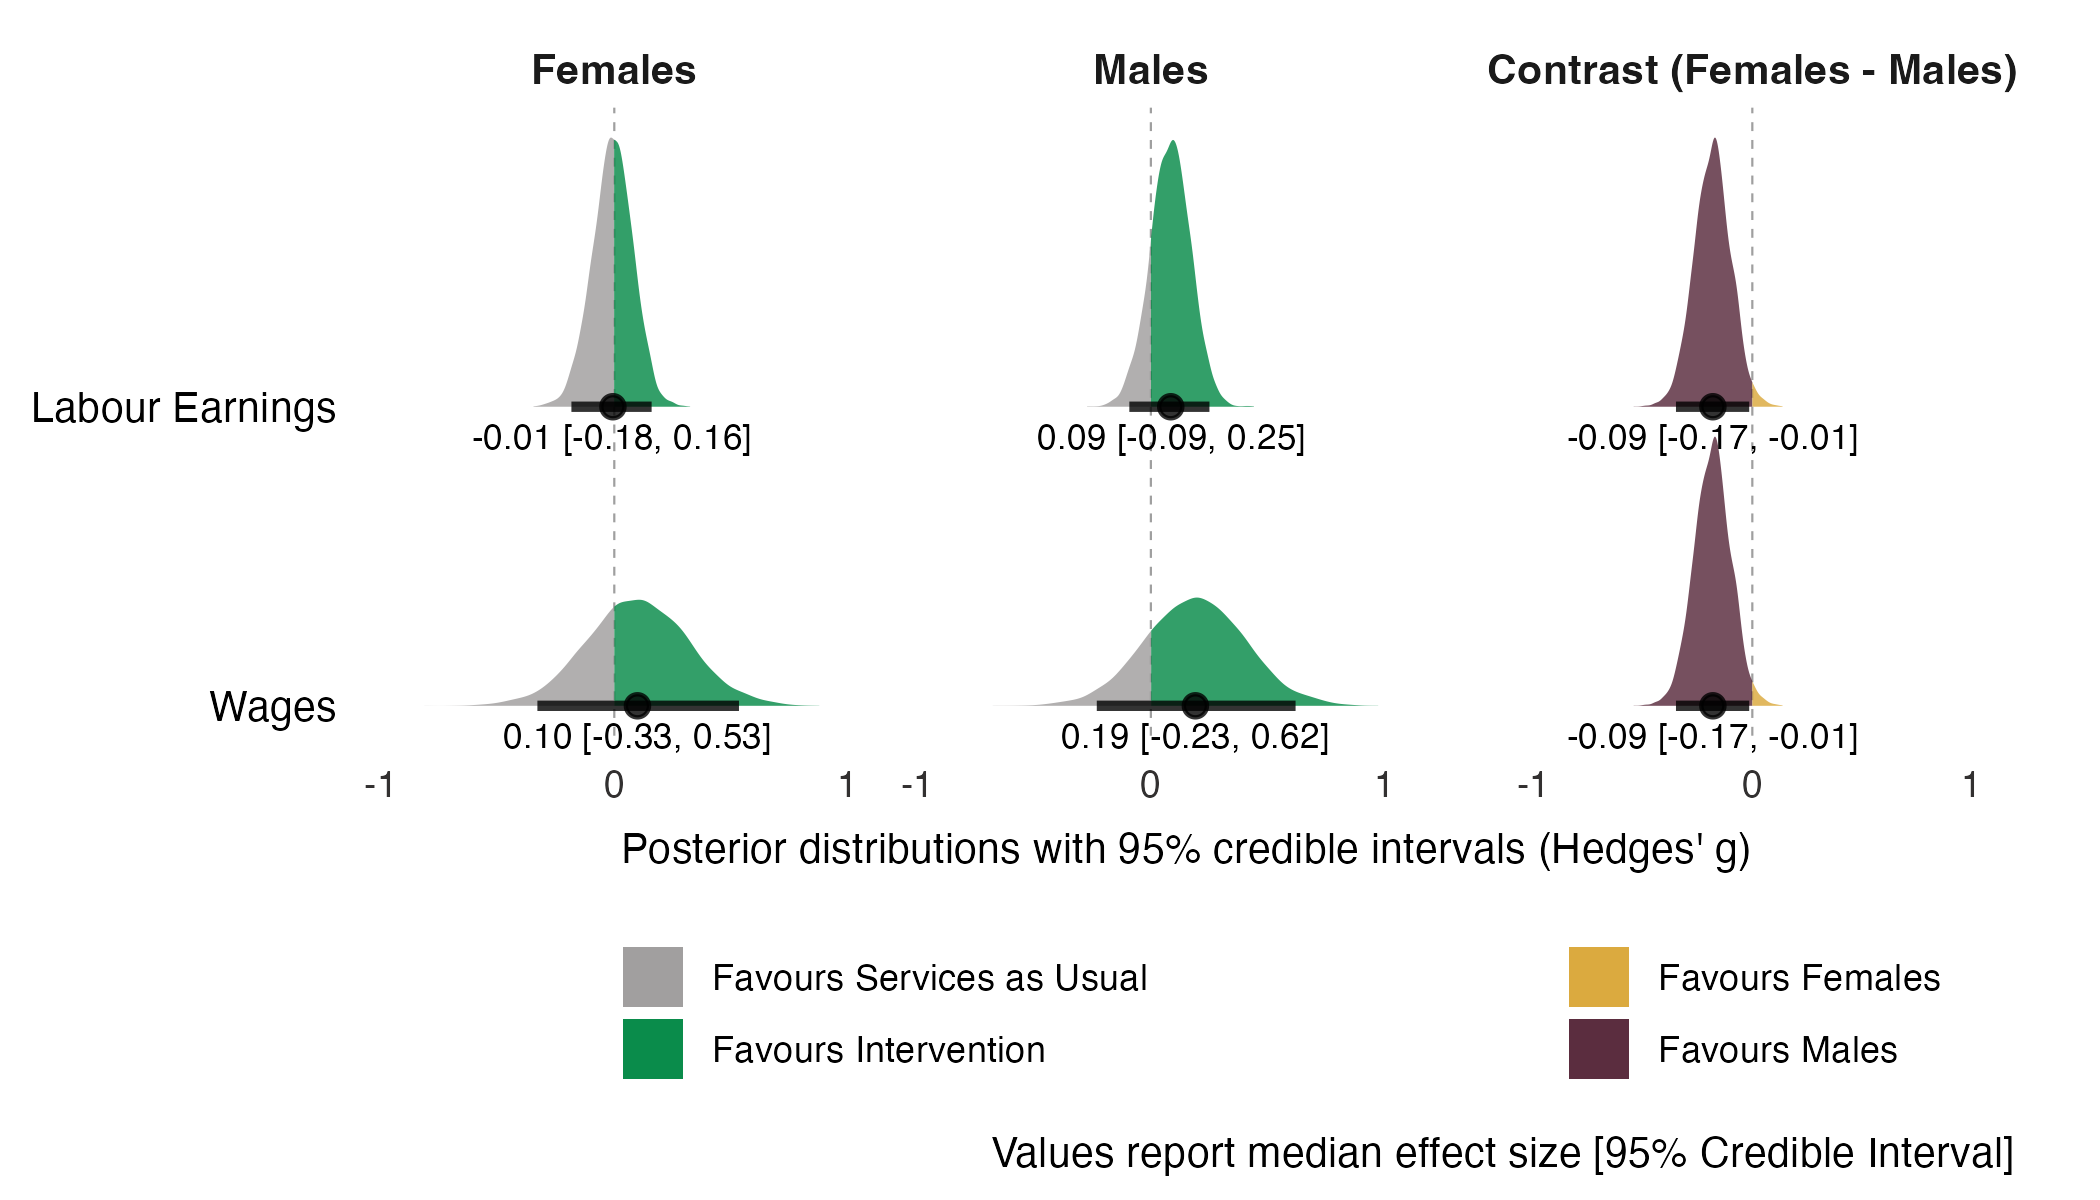 Females Males Contrast (Females - Males)
Labour Earnings
-0.01 [-0.18, 0.16] 0.09 [-0.09, 0.25] -0.09 [-0.17, -0.01]
Wages
0.10 [-0.33, 0.53] 0.19 [-0.23, 0.62] -0.09 [-0.17, -0.01]
-1 0 1 -1 0 1 -1 0 1
Posterior distributions with 95% credible intervals (Hedges' g)
Favours Services as Usual Favours Females
Favours Intervention Favours Males
Values report median effect size [95% Credible Interval]